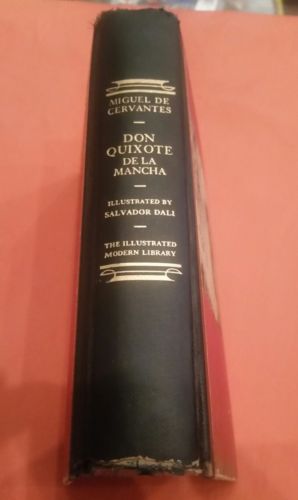 MIGUEL DE
CERVANTES
DON
QUIXOTE
DE LA
MANCHA
ILLUSTRATED BY
SALVADOR DALI
THE ILLUSTRATED
MODERN LIBRARY